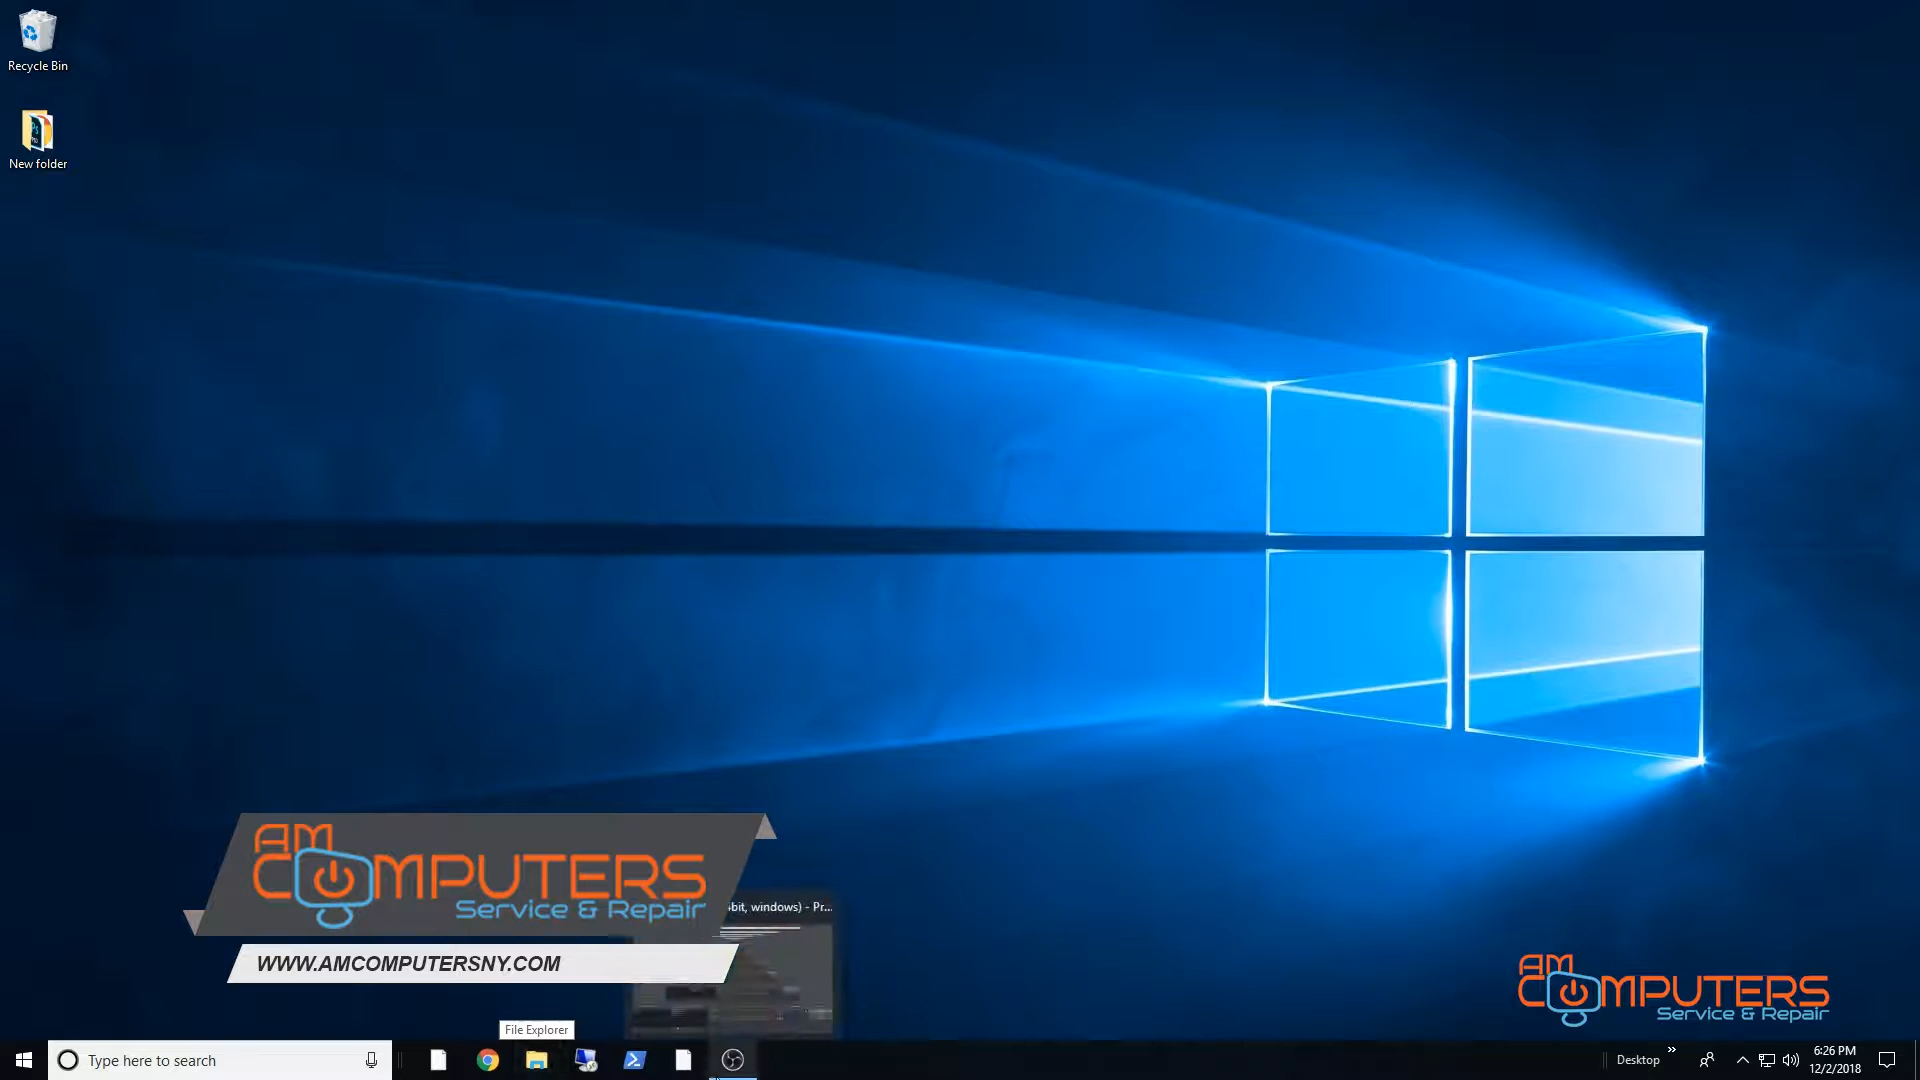 Recycle Bin
New folder
AM
COMPUTERS
Service & Repair
4bit, windows) - Pr...
WWW.AMCOMPUTERSNY.COM
AM
COMPUTERS
Service & Repair
File Explorer
Type here to search
Desktop
6:26 PM
12/2/2018